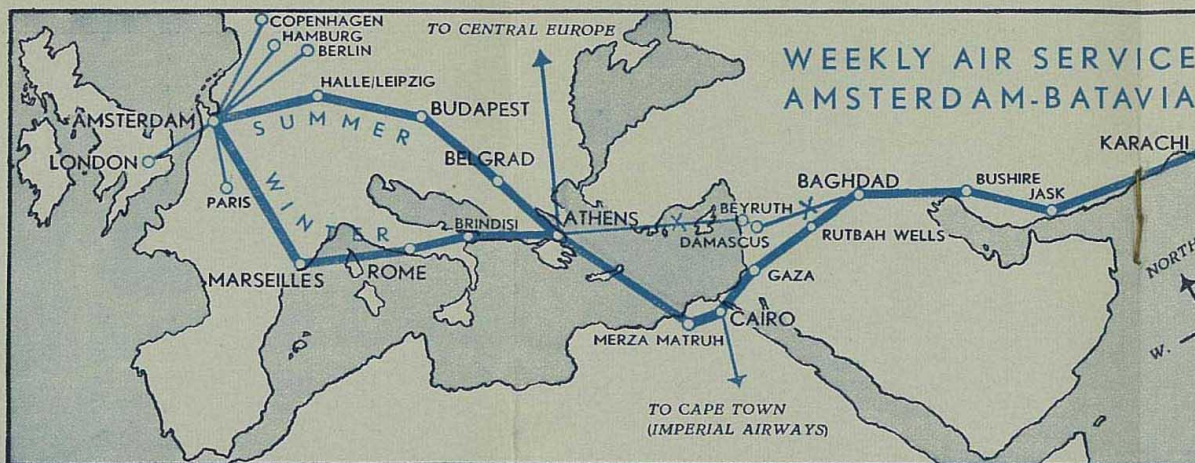 COPENHAGEN
HAMBURG
BERLIN
TO CENTRAL EUROPE
WEEKLY AIR SERVICE
AMSTERDAM-BATAVIA
HALLE/LEIPZIG
AMSTERDAM
SUMMER
BUDAPEST
LONDON
BELGRAD
KARACHI
PARIS
WINTER
BRINDISI
ATHENS
BEYRUTH
DAMASCUS
BAGHDAD
BUSHIRE
JASK
RUTBAH WELLS
MARSEILLES
ROME
GAZA
NORTH
MERZA MATRUH
CAÏRO
W.
TO CAPE TOWN
(IMPERIAL AIRWAYS)